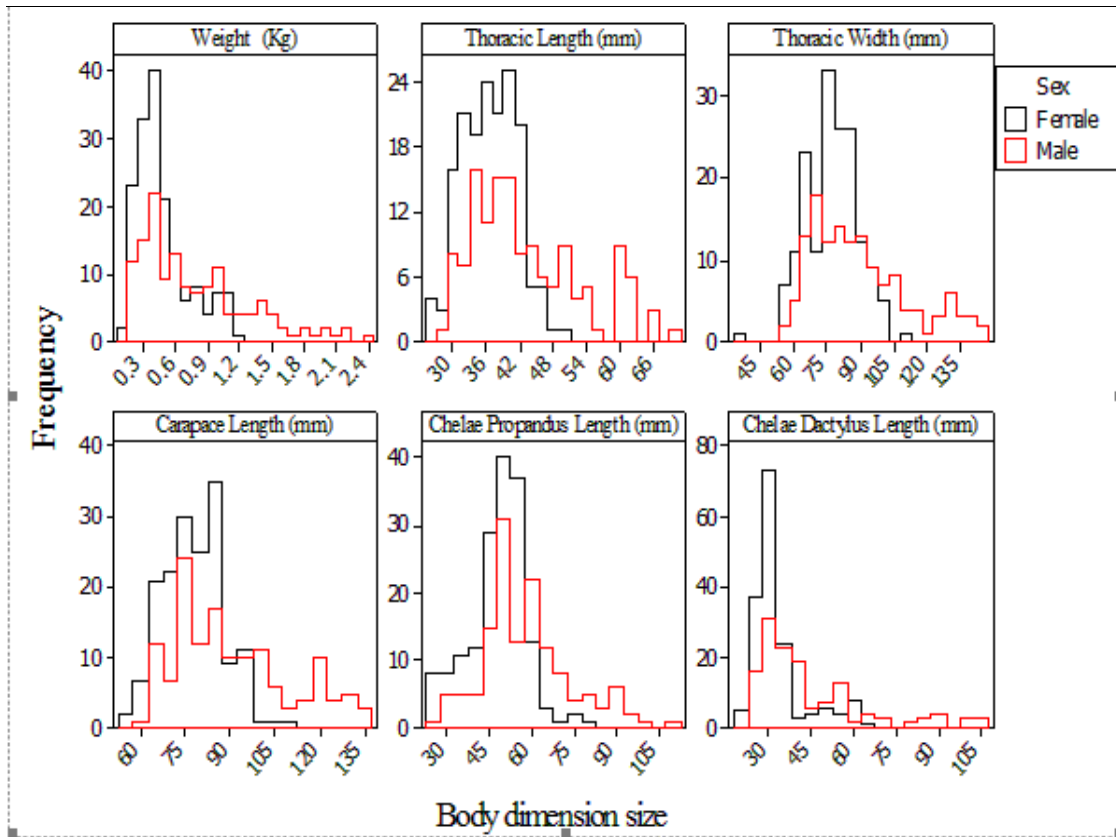 Weight (Kg)
Thoracic Length (mm)
Thoracic Width (mm)
Sex
Female
Male
40
30
20
10
0
0.3 0.6 0.9 1.2 1.5 1.8 2.1 2.4
24
18
12
6
0
30 36 42 48 54 60 66
30
20
10
0
45 60 75 90 105 120 135
Frequency
Carapace Length (mm)
Chelae Propandus Length (mm)
Chelae Dactylus Length (mm)
40
30
20
10
0
60 75 90 105 120 135
40
30
20
10
0
30 45 60 75 90 105
80
60
40
20
0
30 45 60 75 90 105
Body dimension size